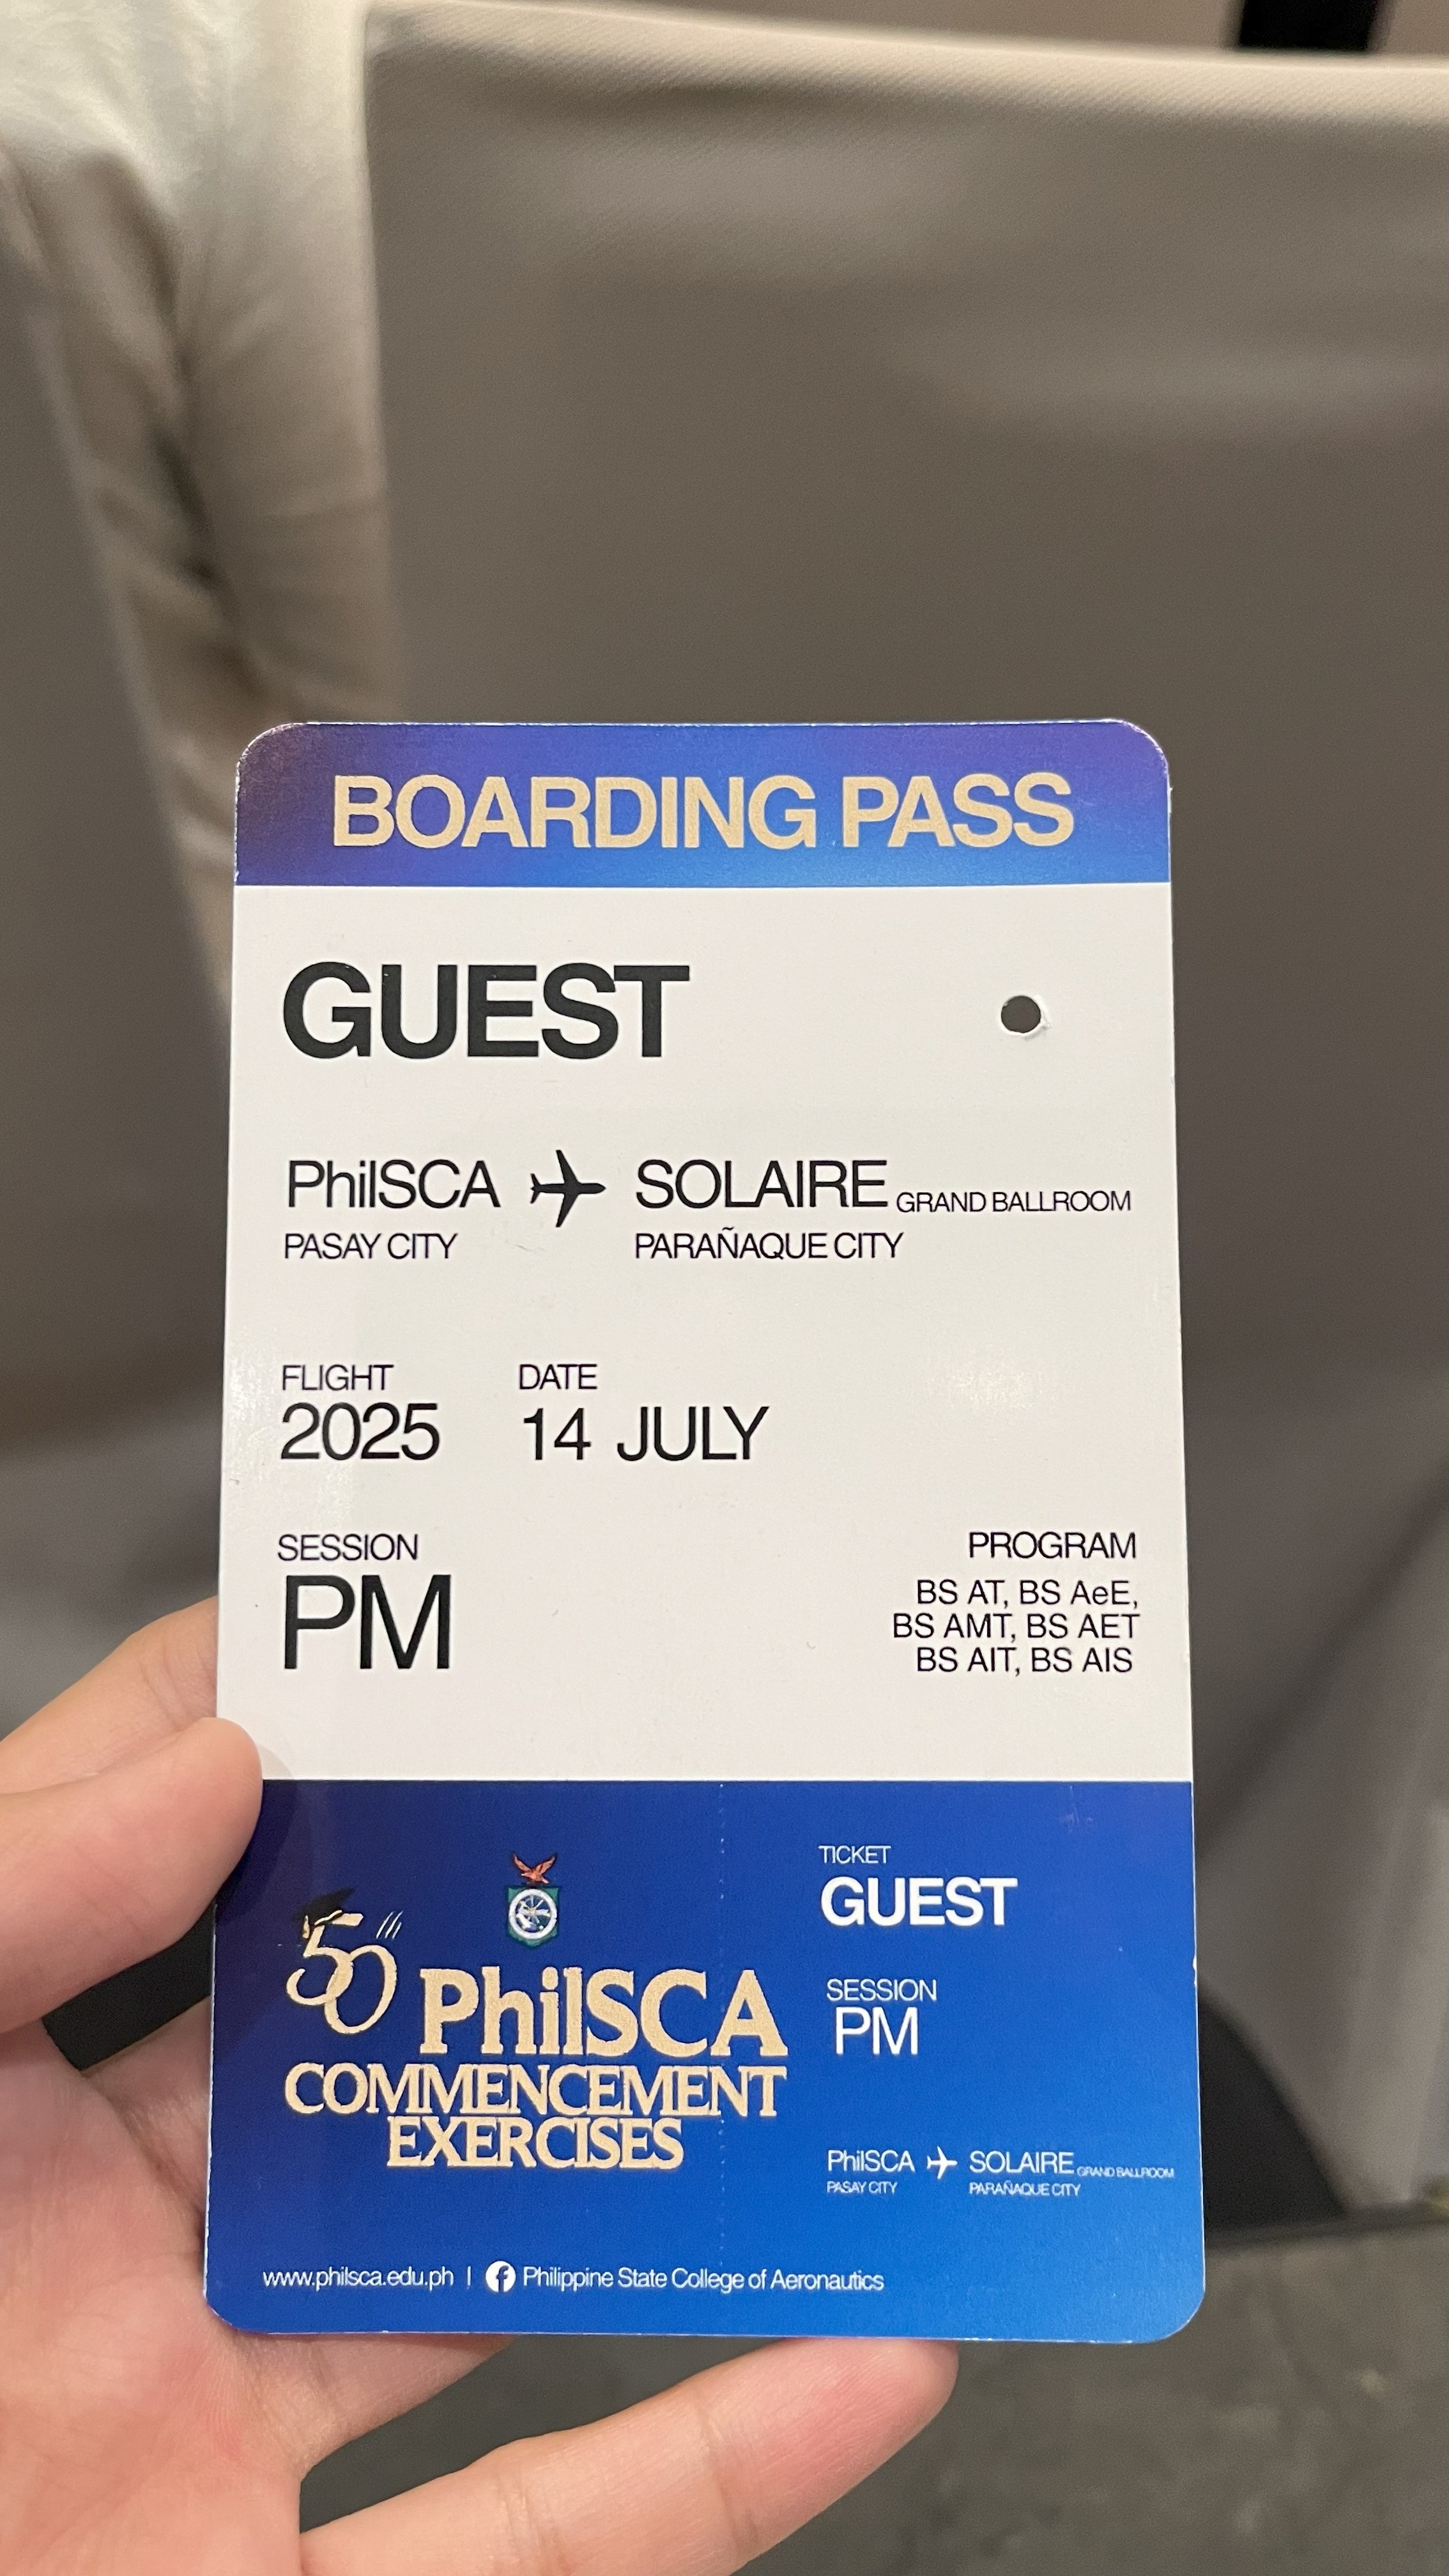 BOARDING PASS
GUEST
PhilSCA SOLAIRE GRAND BALLROOM
PASAY CITY PARAÑAQUE CITY
FLIGHT DATE
2025 14 JULY
SESSION PROGRAM
PM
BS AT, BS AeE,
BS AMT, BS AET
BS AIT, BS AIS
TICKET
GUEST
SESSION
PM
50th PhilSCA
COMMENCEMENT
EXERCISES
PhilSCA SOLAIRE GRAND BALLROOM
PASAY CITY PARAÑAQUE CITY
www.philsca.edu.ph | Philippine State College of Aeronautics